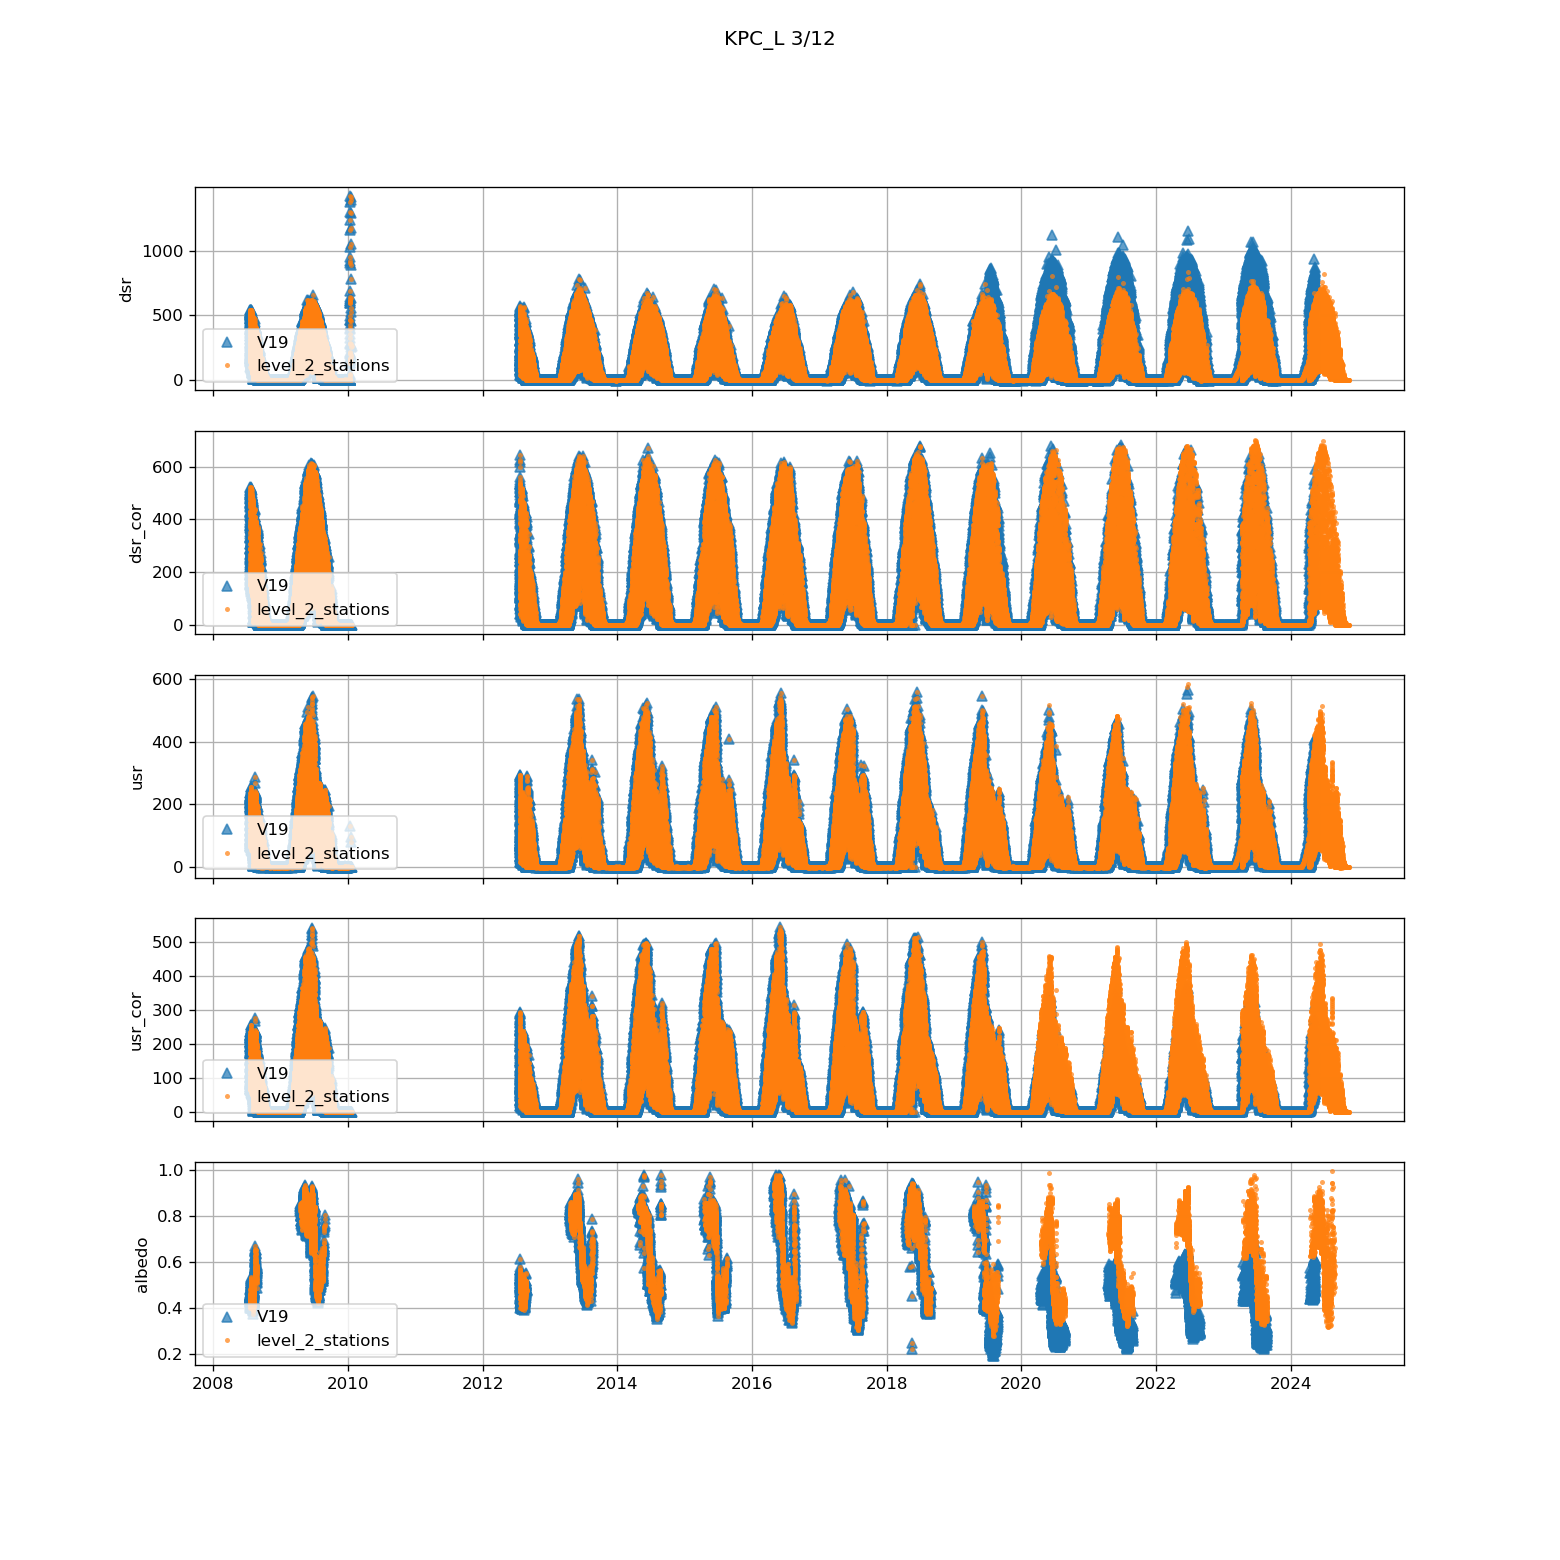 KPC_L 3/12
1000
500
0
dsr
V19
level_2_stations
600
400
200
0
dsr_cor
V19
level_2_stations
600
400
200
0
usr
V19
level_2_stations
500
400
300
200
100
0
usr_cor
V19
level_2_stations
1.0
0.8
0.6
0.4
0.2
albedo
V19
level_2_stations
2008 2010 2012 2014 2016 2018 2020 2022 2024